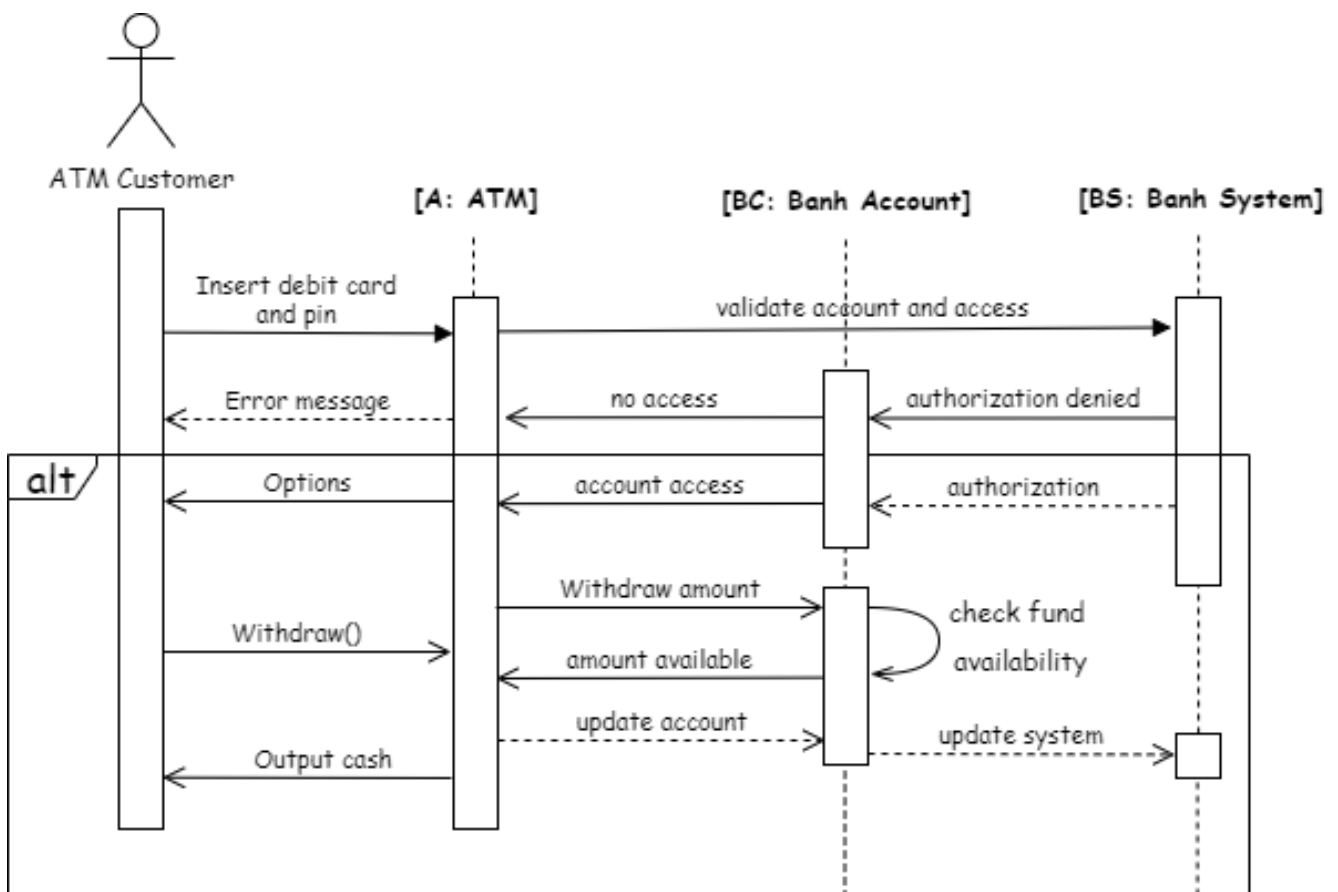 ATM Customer
[A: ATM]
[BC: Banh Account]
[BS: Banh System]
Insert debit card
and pin
validate account and access
Error message
no access
authorization denied
alt
Options
account access
authorization
Withdraw amount
check fund
availability
Withdraw()
amount available
update account
update system
Output cash